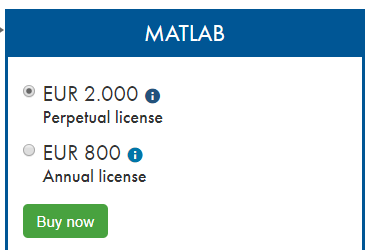 MATLAB
EUR 2.000
Perpetual license
EUR 800
Annual license
Buy now